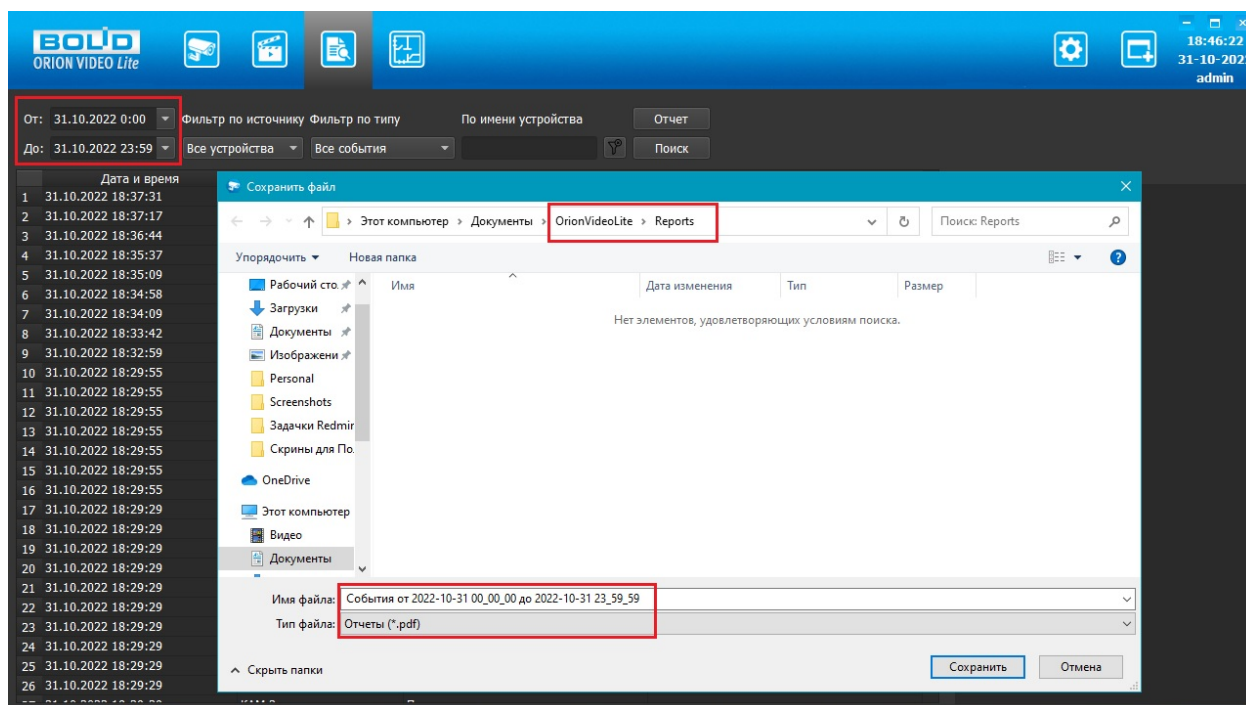 BOLID
ORION VIDEO Lite
18:46:22
31-10-202
admin
От: 31.10.2022 0:00 Фильтр по источнику Фильтр по типу По имени устройства Отчет
До: 31.10.2022 23:59 Все устройства Все события Поиск
Дата и время
1 31.10.2022 18:37:31
2 31.10.2022 18:37:17
3 31.10.2022 18:36:44
4 31.10.2022 18:35:37
5 31.10.2022 18:35:09
6 31.10.2022 18:34:58
7 31.10.2022 18:34:09
8 31.10.2022 18:33:42
9 31.10.2022 18:32:59
10 31.10.2022 18:29:55
11 31.10.2022 18:29:55
12 31.10.2022 18:29:55
13 31.10.2022 18:29:55
14 31.10.2022 18:29:55
15 31.10.2022 18:29:55
16 31.10.2022 18:29:55
17 31.10.2022 18:29:29
18 31.10.2022 18:29:29
19 31.10.2022 18:29:29
20 31.10.2022 18:29:29
21 31.10.2022 18:29:29
22 31.10.2022 18:29:29
23 31.10.2022 18:29:29
24 31.10.2022 18:29:29
25 31.10.2022 18:29:29
26 31.10.2022 18:29:29
Сохранить файл
Этот компьютер › Документы › OrionVideoLite › Reports
Поиск: Reports
Упорядочить Новая папка
Имя Дата изменения Тип Размер
Нет элементов, удовлетворяющих условиям поиска.
Рабочий сто.
Загрузки
Документы
Изображени
Personal
Screenshots
Задачки Redmir
Скрины для По.
OneDrive
Этот компьютер
Видео
Документы
Имя файла: События от 2022-10-31 00_00_00 до 2022-10-31 23_59_59
Тип файла: Отчеты (*.pdf)
Скрыть папки
Сохранить Отмена